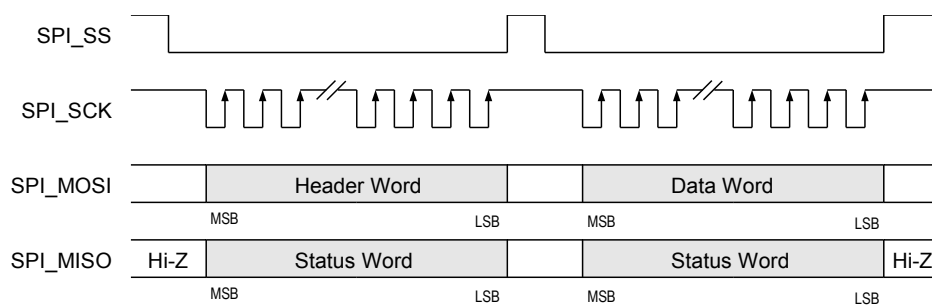 SPI_SS
SPI_SCK
SPI_MOSI Header Word Data Word
MSB LSB MSB LSB
SPI_MISO Hi-Z Status Word Status Word Hi-Z
MSB LSB MSB LSB